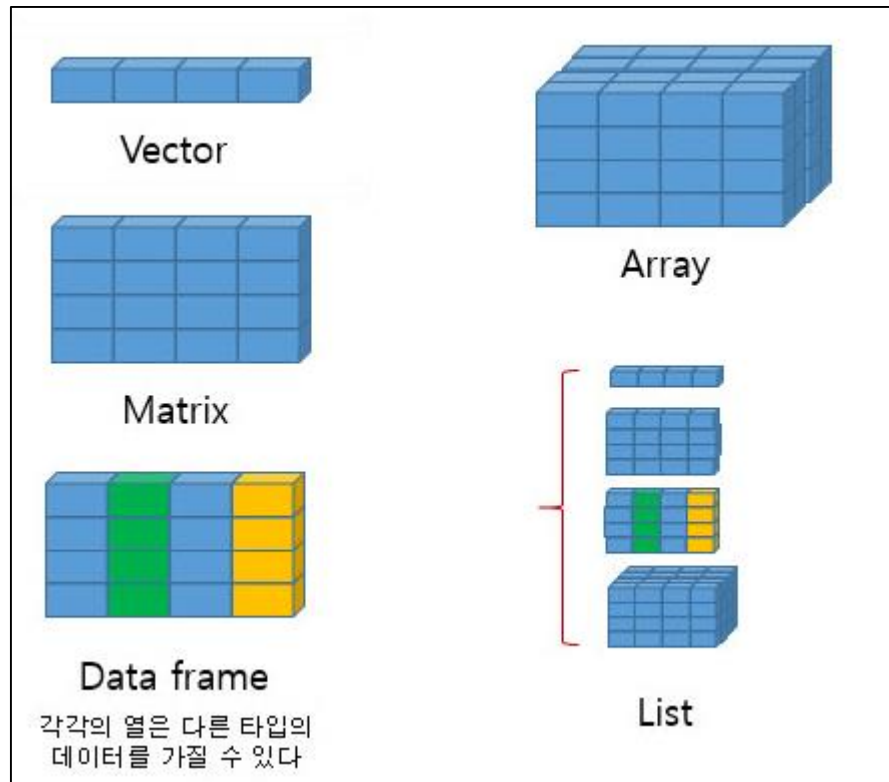 Vector
Matrix
Data frame
각각의 열은 다른 타입의
데이터를 가질 수 있다
Array
List